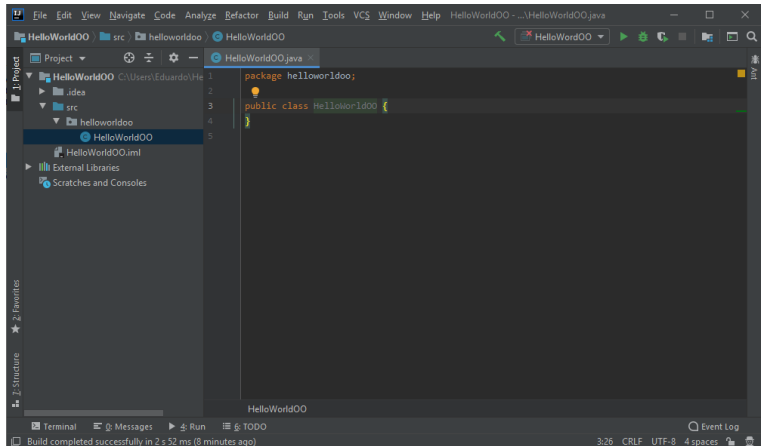 File Edit View Navigate Code Analyze Refactor Build Run Tools VCS Window Help HelloWorldOO - ...\HelloWorldOO.java
HelloWorldOO src helloworldoo HelloWorldOO HelloWordOO
1: Project
Project
HelloWorldOO.java
Ant
HelloWorldOO C:\Users\Eduardo\He
.idea
src
helloworldoo
HelloWorldOO
HelloWorldOO.iml
External Libraries
Scratches and Consoles
1 package helloworldoo;
2
3 public class HelloWorldOO {
4 }
5
2: Favorites
7: Structure
HelloWorldOO
Terminal 0: Messages 4: Run 6: TODO Event Log
Build completed successfully in 2 s 52 ms (8 minutes ago) 3:26 CRLF UTF-8 4 spaces